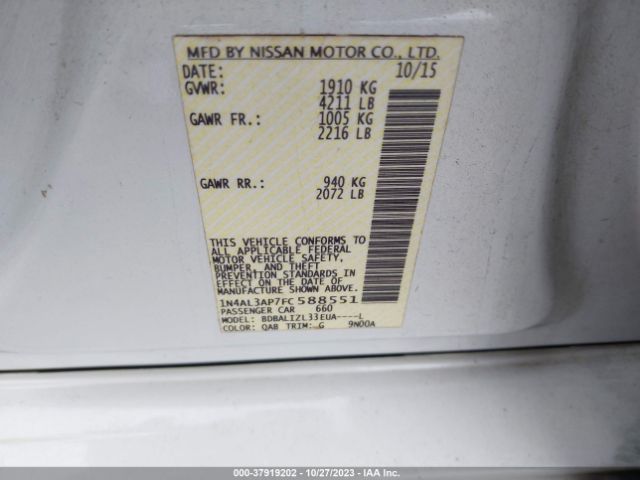 MFD BY NISSAN MOTOR CO., LTD.
DATE: 10/15
GVWR: 1910 KG
4211 LB
GAWR FR.: 1005 KG
2216 LB
GAWR RR.: 940 KG
2072 LB
THIS VEHICLE CONFORMS TO
ALL APPLICABLE FEDERAL
MOTOR VEHICLE SAFETY,
BUMPER, AND THEFT
PREVENTION STANDARDS
IN EFFECT ON THE DATE OF
MANUFACTURE SHOWN ABOVE.
1N4AL3AP7FC588551
PASSENGER CAR 660
MODEL: BDBALIZL33EUA----L
COLOR: QAB TRIM: G 9N00A
000-37919202 - 10/27/2023 - IAA Inc.